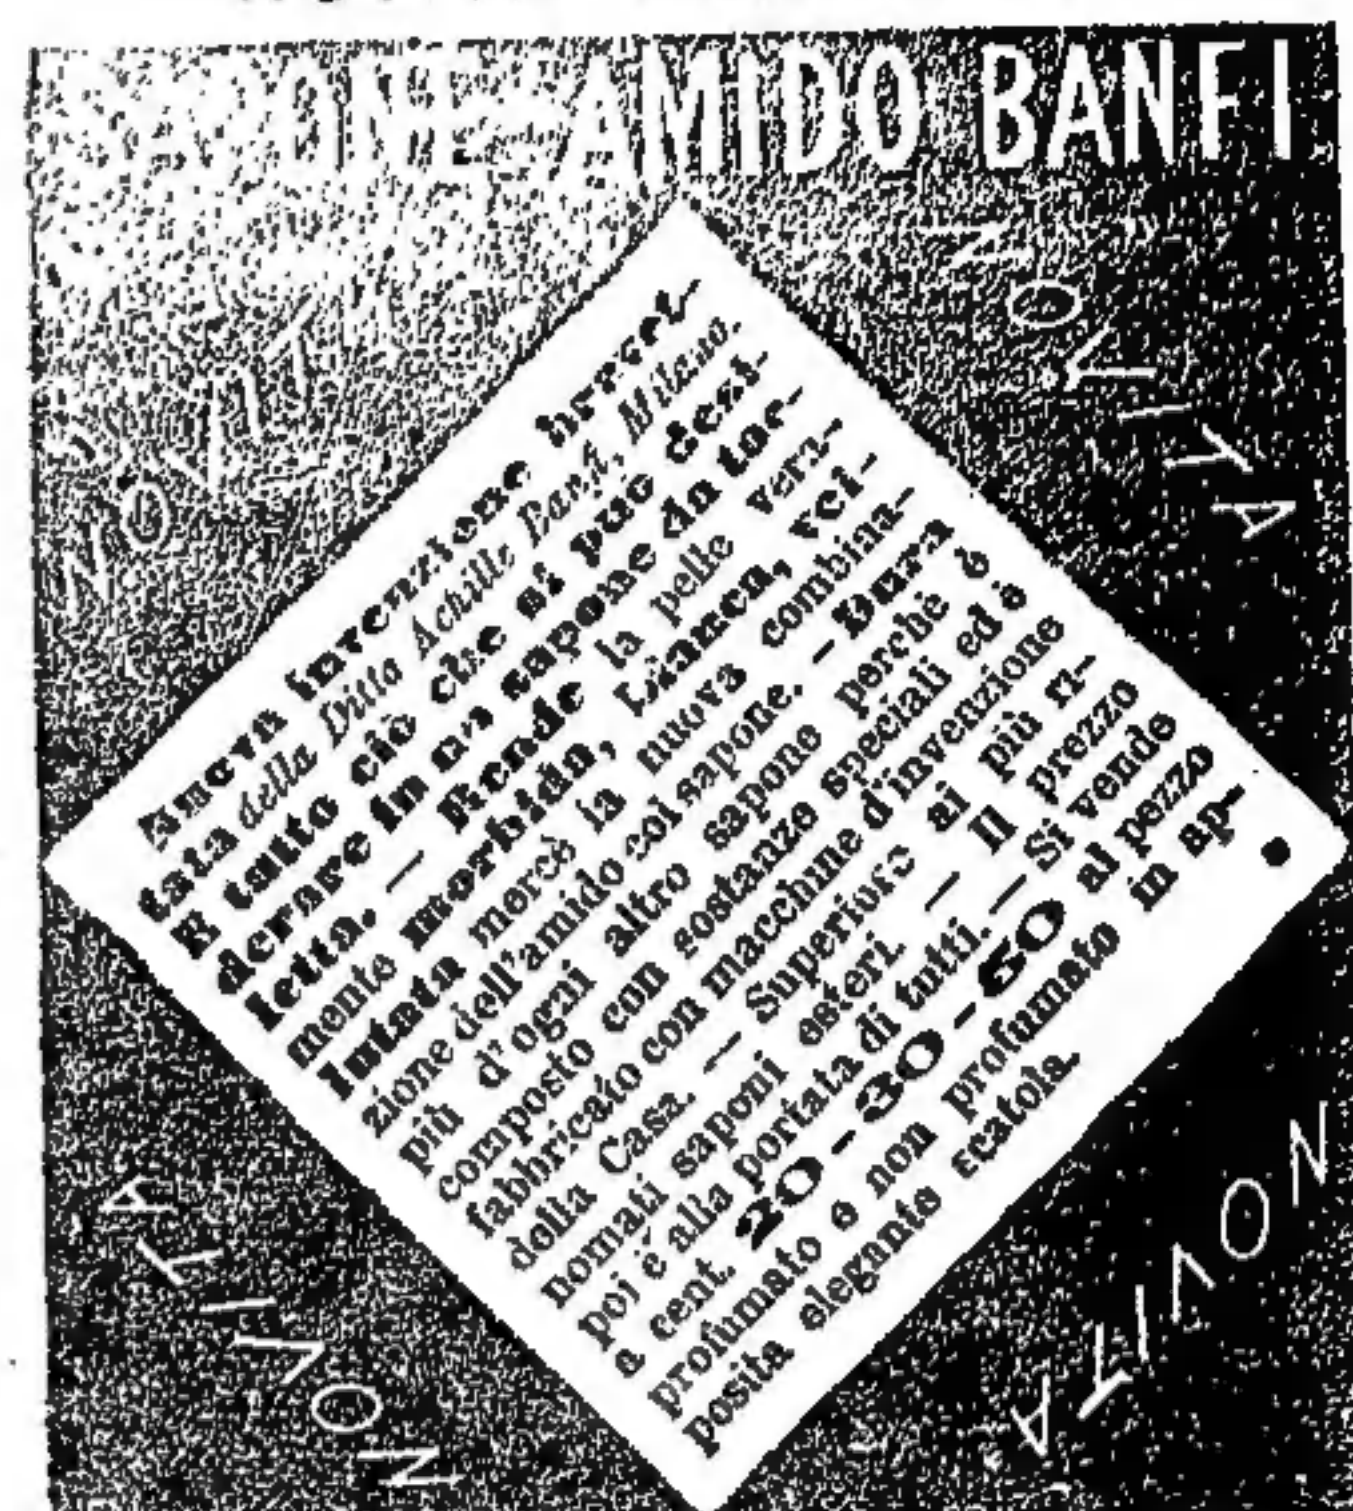 SAPONE-AMIDO BANFI
NOVITÀ
NOVITÀ
Nuova invenzione brevet-
tata della Ditta Achille Banfi, Milano.
È tutto ciò che si può desi-
derare in un sapone da toe-
letta. — Rende la pelle vera-
mente morbida, bianca, vel-
lutata mercè la nuova combina-
zione dell'amido col sapone. — Dura
più d'ogni altro sapone perchè è
composto con sostanze speciali ed è
fabbricato con macchine d'invenzione
della Casa. — Superiore ai più ri-
nomati saponi esteri. — Il prezzo
poi è alla portata di tutti. — Si vende
a cent. 20-30-50 al pezzo
profumato e non profumato in ap-
posita elegante scatola.
NOVITA
NOVITA